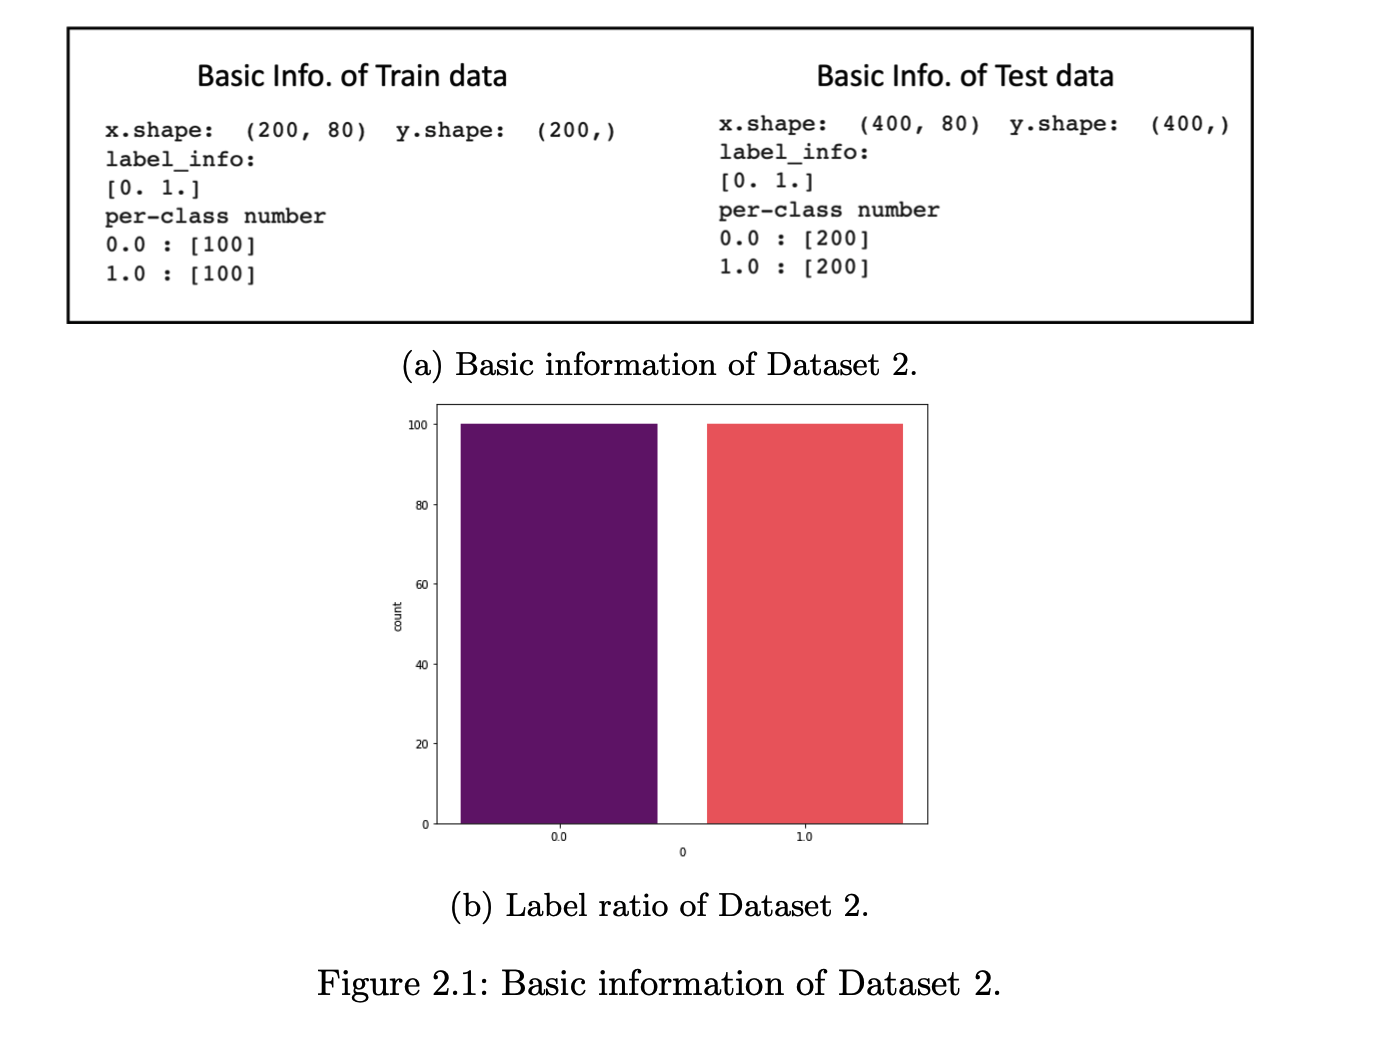 Basic Info. of Train data
x.shape: (200, 80) y.shape: (200,)
label_info:
[0. 1.]
per-class number
0.0 : [100]
1.0 : [100]
Basic Info. of Test data
x.shape: (400, 80) y.shape: (400,)
label_info:
[0. 1.]
per-class number
0.0 : [200]
1.0 : [200]
(a) Basic information of Dataset 2.
100
80
60
40
20
0
count
0.0 1.0
0
(b) Label ratio of Dataset 2.
Figure 2.1: Basic information of Dataset 2.